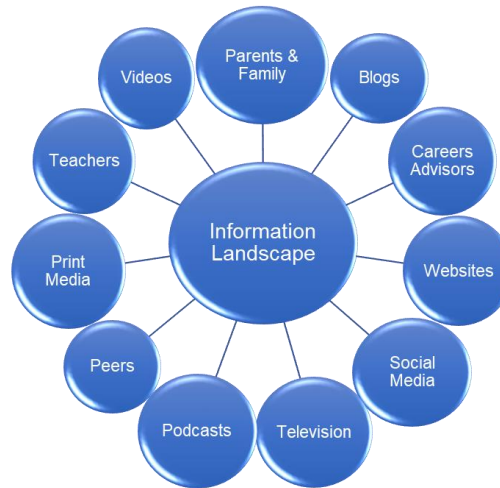 Parents &
Family
Blogs
Careers
Advisors
Websites
Social
Media
Television
Podcasts
Peers
Print
Media
Teachers
Videos
Information
Landscape